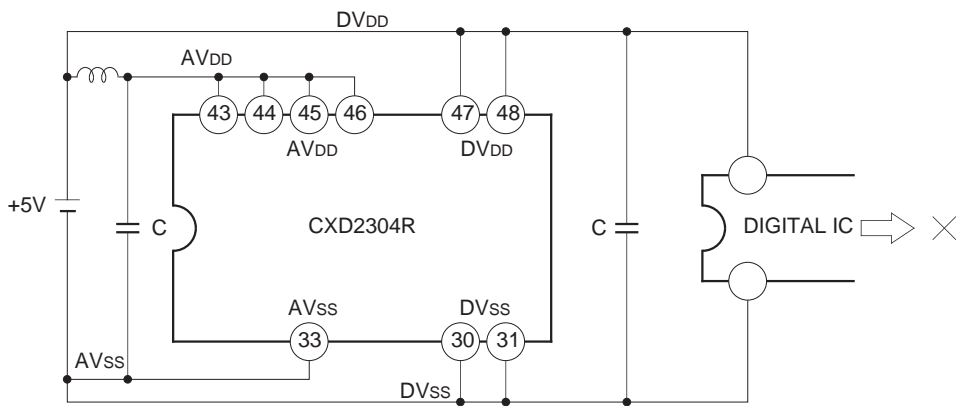 DVDD
AVDD
43 44 45 46 47 48
AVDD DVDD
+5V C CXD2304R C DIGITAL IC
AVSS DVSS
33 30 31
AVSS
DVSS